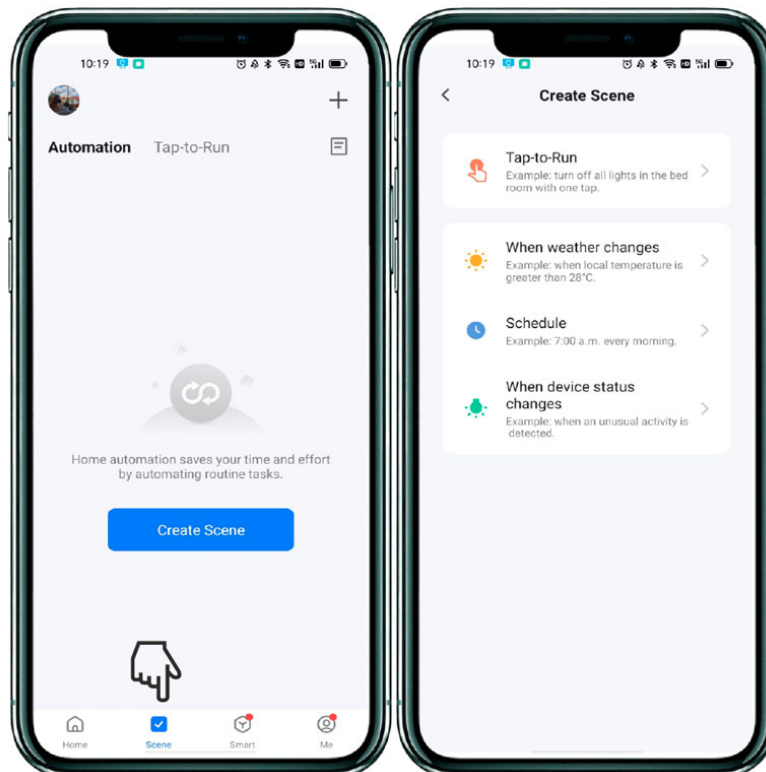 10:19
Automation Tap-to-Run
Home automation saves your time and effort
by automating routine tasks.
Create Scene
Home Scene Smart Me
10:19
Create Scene
Tap-to-Run
Example: turn off all lights in the bed
room with one tap.
When weather changes
Example: when local temperature is
greater than 28°C.
Schedule
Example: 7:00 a.m. every morning.
When device status
changes
Example: when an unusual activity is
detected.